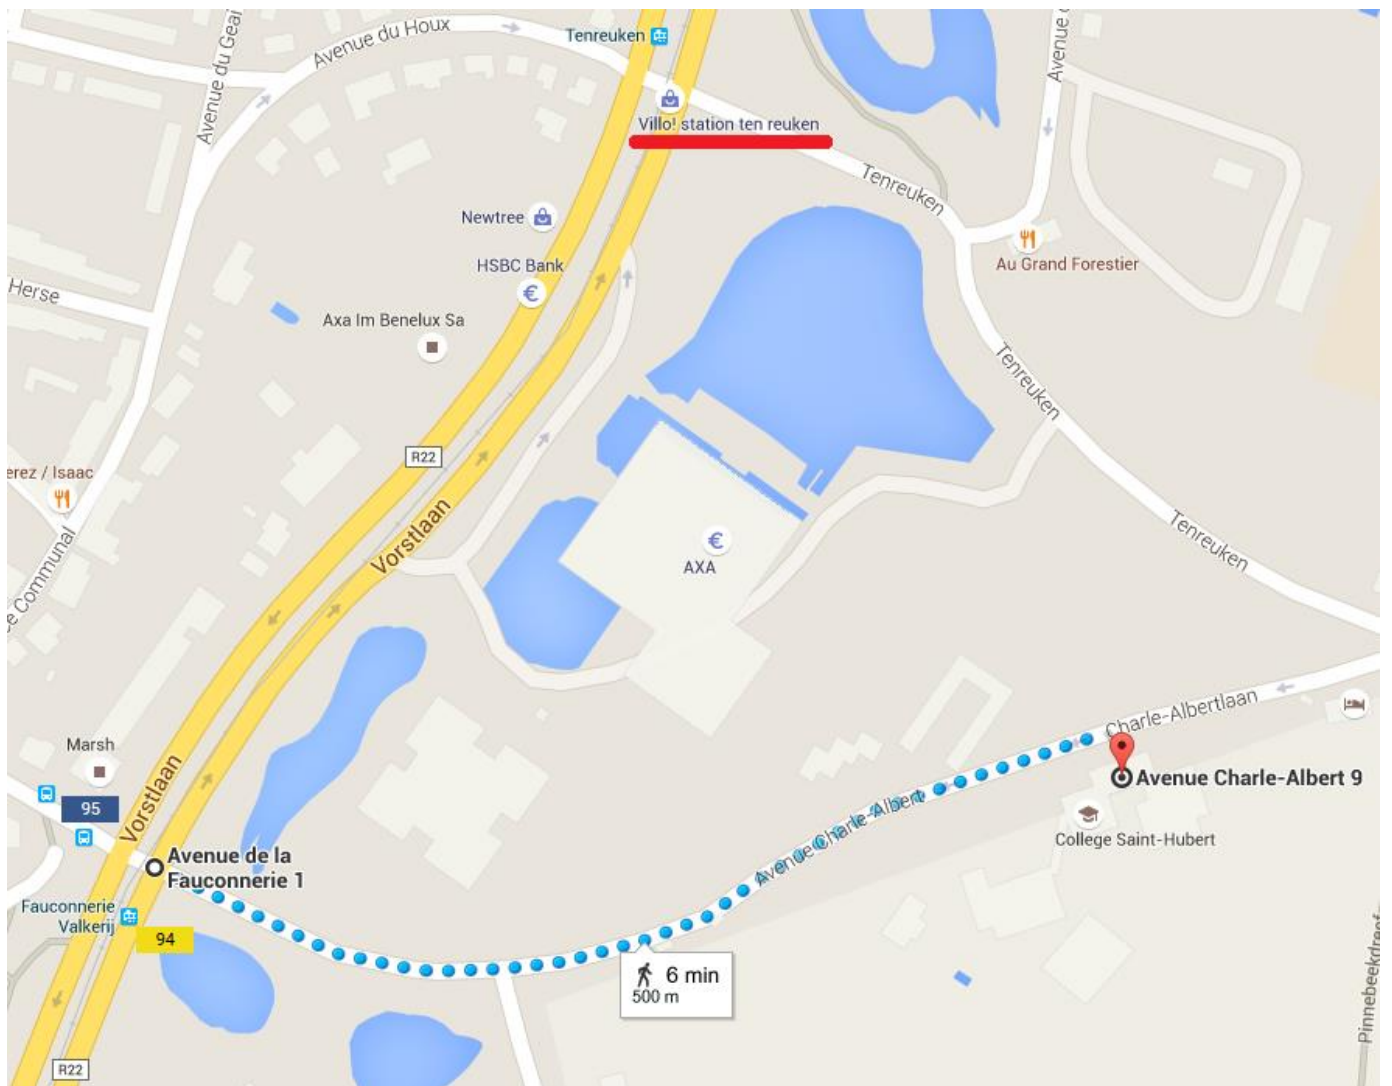 Avenue du Geai
Avenue du Houx
Tenreuken
Villo! station ten reuken
Tenreuken
Newtree
HSBC Bank
€
Au Grand Forestier
Herse
Axa Im Benelux Sa
Tenreuken
R22
erez / Isaac
Vorstlaan
Tenreuken
€
AXA
Communal
Charle-Albertlaan
Marsh
Vorstlaan
95
Avenue Charle-Albert 9
Avenue Charle-Albert
College Saint-Hubert
Avenue de la
Fauconnerie 1
Fauconnerie
Valkerij
94
6 min
500 m
R22
Avenue